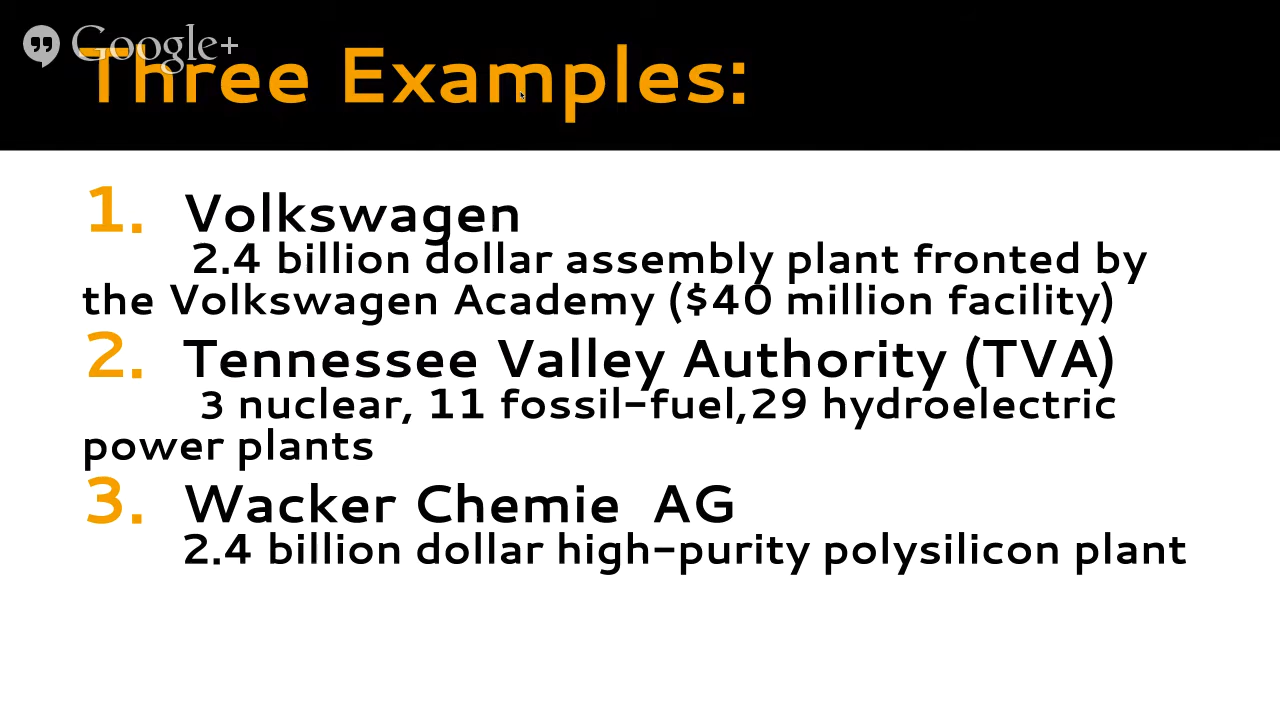 Google+
Three Examples:
1. Volkswagen
2.4 billion dollar assembly plant fronted by
the Volkswagen Academy ($40 million facility)
2. Tennessee Valley Authority (TVA)
3 nuclear, 11 fossil-fuel,29 hydroelectric
power plants
3. Wacker Chemie AG
2.4 billion dollar high-purity polysilicon plant